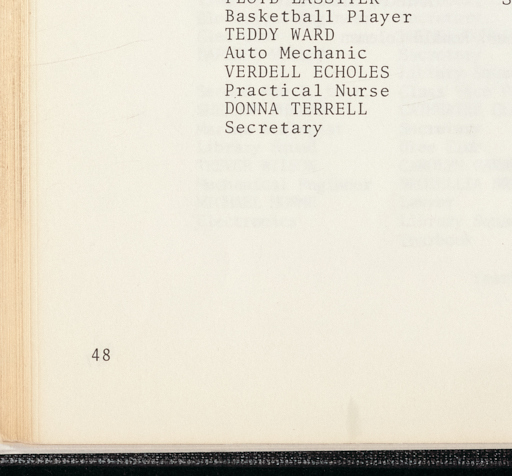 FLOYD LASSITER
Basketball Player
TEDDY WARD
Auto Mechanic
VERDELL ECHOLES
Practical Nurse
DONNA TERRELL
Secretary
48